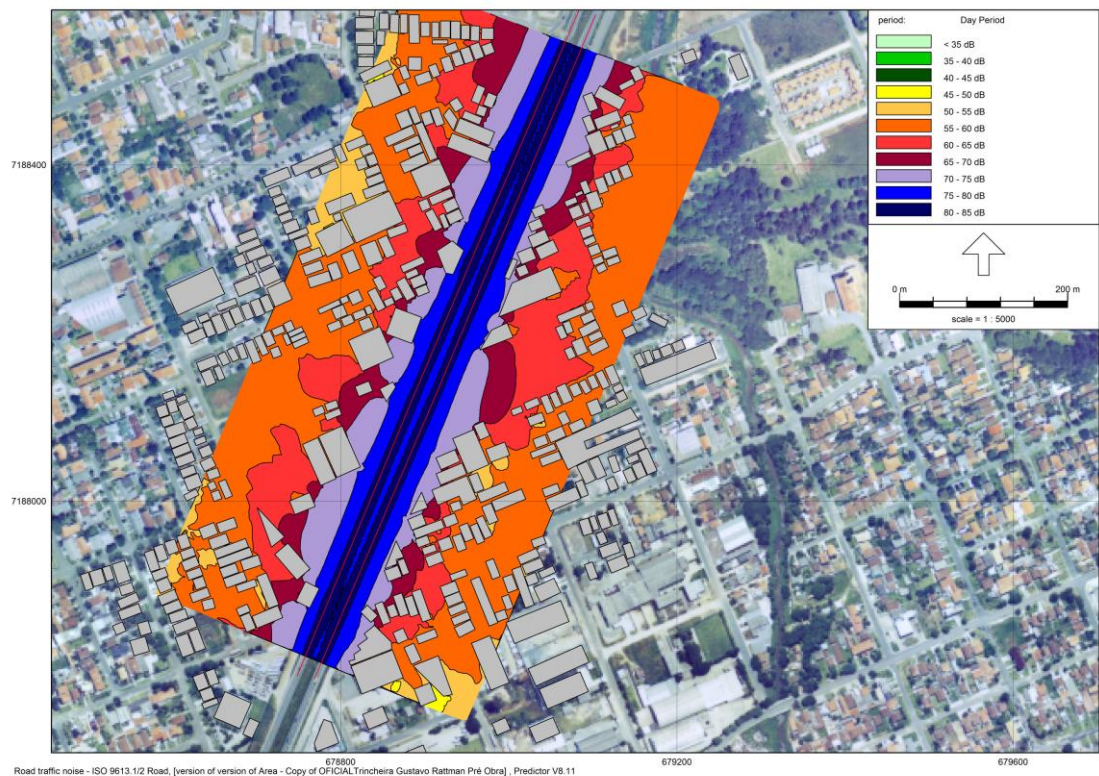 period: Day Period
< 35 dB
35 - 40 dB
40 - 45 dB
45 - 50 dB
50 - 55 dB
55 - 60 dB
60 - 65 dB
65 - 70 dB
70 - 75 dB
75 - 80 dB
80 - 85 dB
0 m 200 m
scale = 1 : 5000
7188400
7188000
678800 679200 679600
Road traffic noise - ISO 9613.1/2 Road, [version of version of Area - Copy of OFICIALTrincheira Gustavo Rattman Pré Obra] , Predictor V8.11